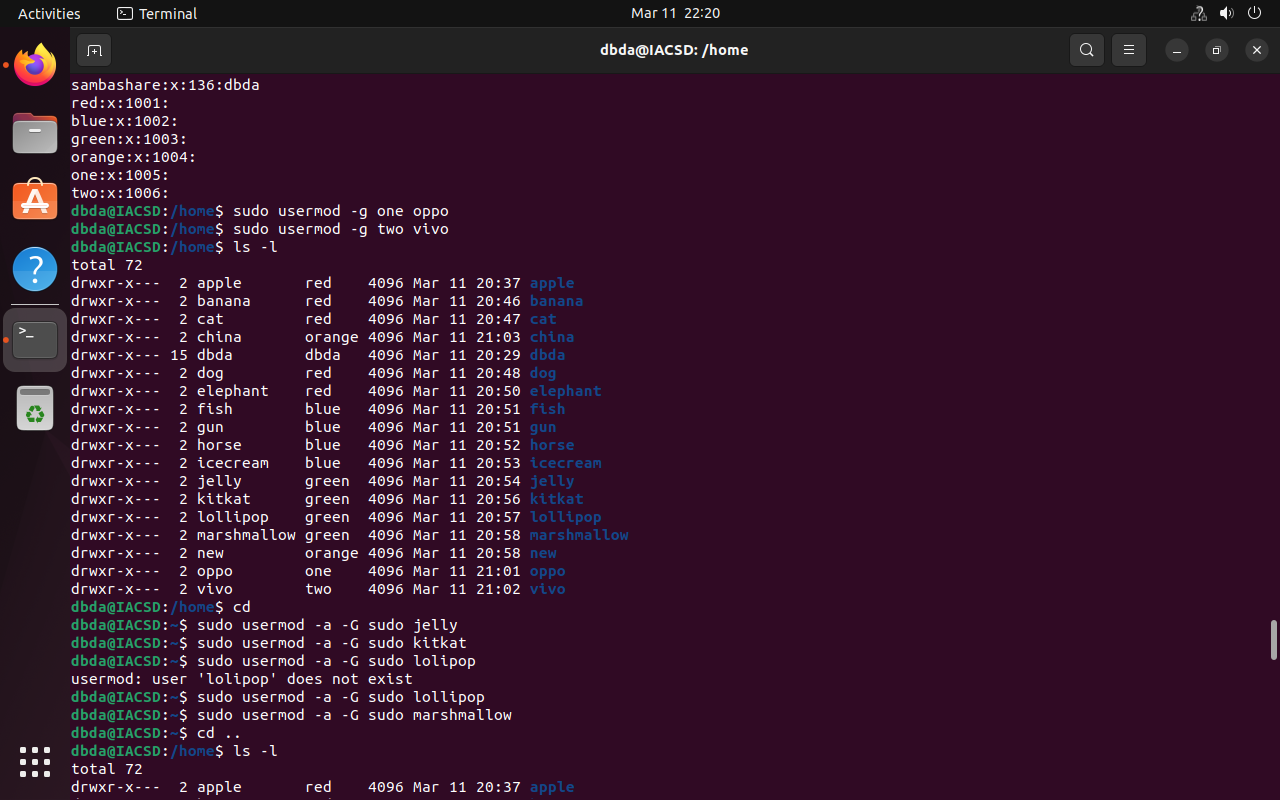 Activities Terminal Mar 11 22:20
dbda@IACSD: /home
sambashare:x:136:dbda
red:x:1001:
blue:x:1002:
green:x:1003:
orange:x:1004:
one:x:1005:
two:x:1006:
dbda@IACSD:/home$ sudo usermod -g one oppo
dbda@IACSD:/home$ sudo usermod -g two vivo
dbda@IACSD:/home$ ls -l
total 72
drwxr-x---  2 apple       red    4096 Mar 11 20:37 apple
drwxr-x---  2 banana      red    4096 Mar 11 20:46 banana
drwxr-x---  2 cat         red    4096 Mar 11 20:47 cat
drwxr-x---  2 china       orange 4096 Mar 11 21:03 china
drwxr-x--- 15 dbda        dbda   4096 Mar 11 20:29 dbda
drwxr-x---  2 dog         red    4096 Mar 11 20:48 dog
drwxr-x---  2 elephant    red    4096 Mar 11 20:50 elephant
drwxr-x---  2 fish        blue   4096 Mar 11 20:51 fish
drwxr-x---  2 gun         blue   4096 Mar 11 20:51 gun
drwxr-x---  2 horse       blue   4096 Mar 11 20:52 horse
drwxr-x---  2 icecream    blue   4096 Mar 11 20:53 icecream
drwxr-x---  2 jelly       green  4096 Mar 11 20:54 jelly
drwxr-x---  2 kitkat      green  4096 Mar 11 20:56 kitkat
drwxr-x---  2 lollipop    green  4096 Mar 11 20:57 lollipop
drwxr-x---  2 marshmallow green  4096 Mar 11 20:58 marshmallow
drwxr-x---  2 new         orange 4096 Mar 11 20:58 new
drwxr-x---  2 oppo        one    4096 Mar 11 21:01 oppo
drwxr-x---  2 vivo        two    4096 Mar 11 21:02 vivo
dbda@IACSD:/home$ cd
dbda@IACSD:~$ sudo usermod -a -G sudo jelly
dbda@IACSD:~$ sudo usermod -a -G sudo kitkat
dbda@IACSD:~$ sudo usermod -a -G sudo lolipop
usermod: user 'lolipop' does not exist
dbda@IACSD:~$ sudo usermod -a -G sudo lollipop
dbda@IACSD:~$ sudo usermod -a -G sudo marshmallow
dbda@IACSD:~$ cd ..
dbda@IACSD:/home$ ls -l
total 72
drwxr-x---  2 apple       red    4096 Mar 11 20:37 apple